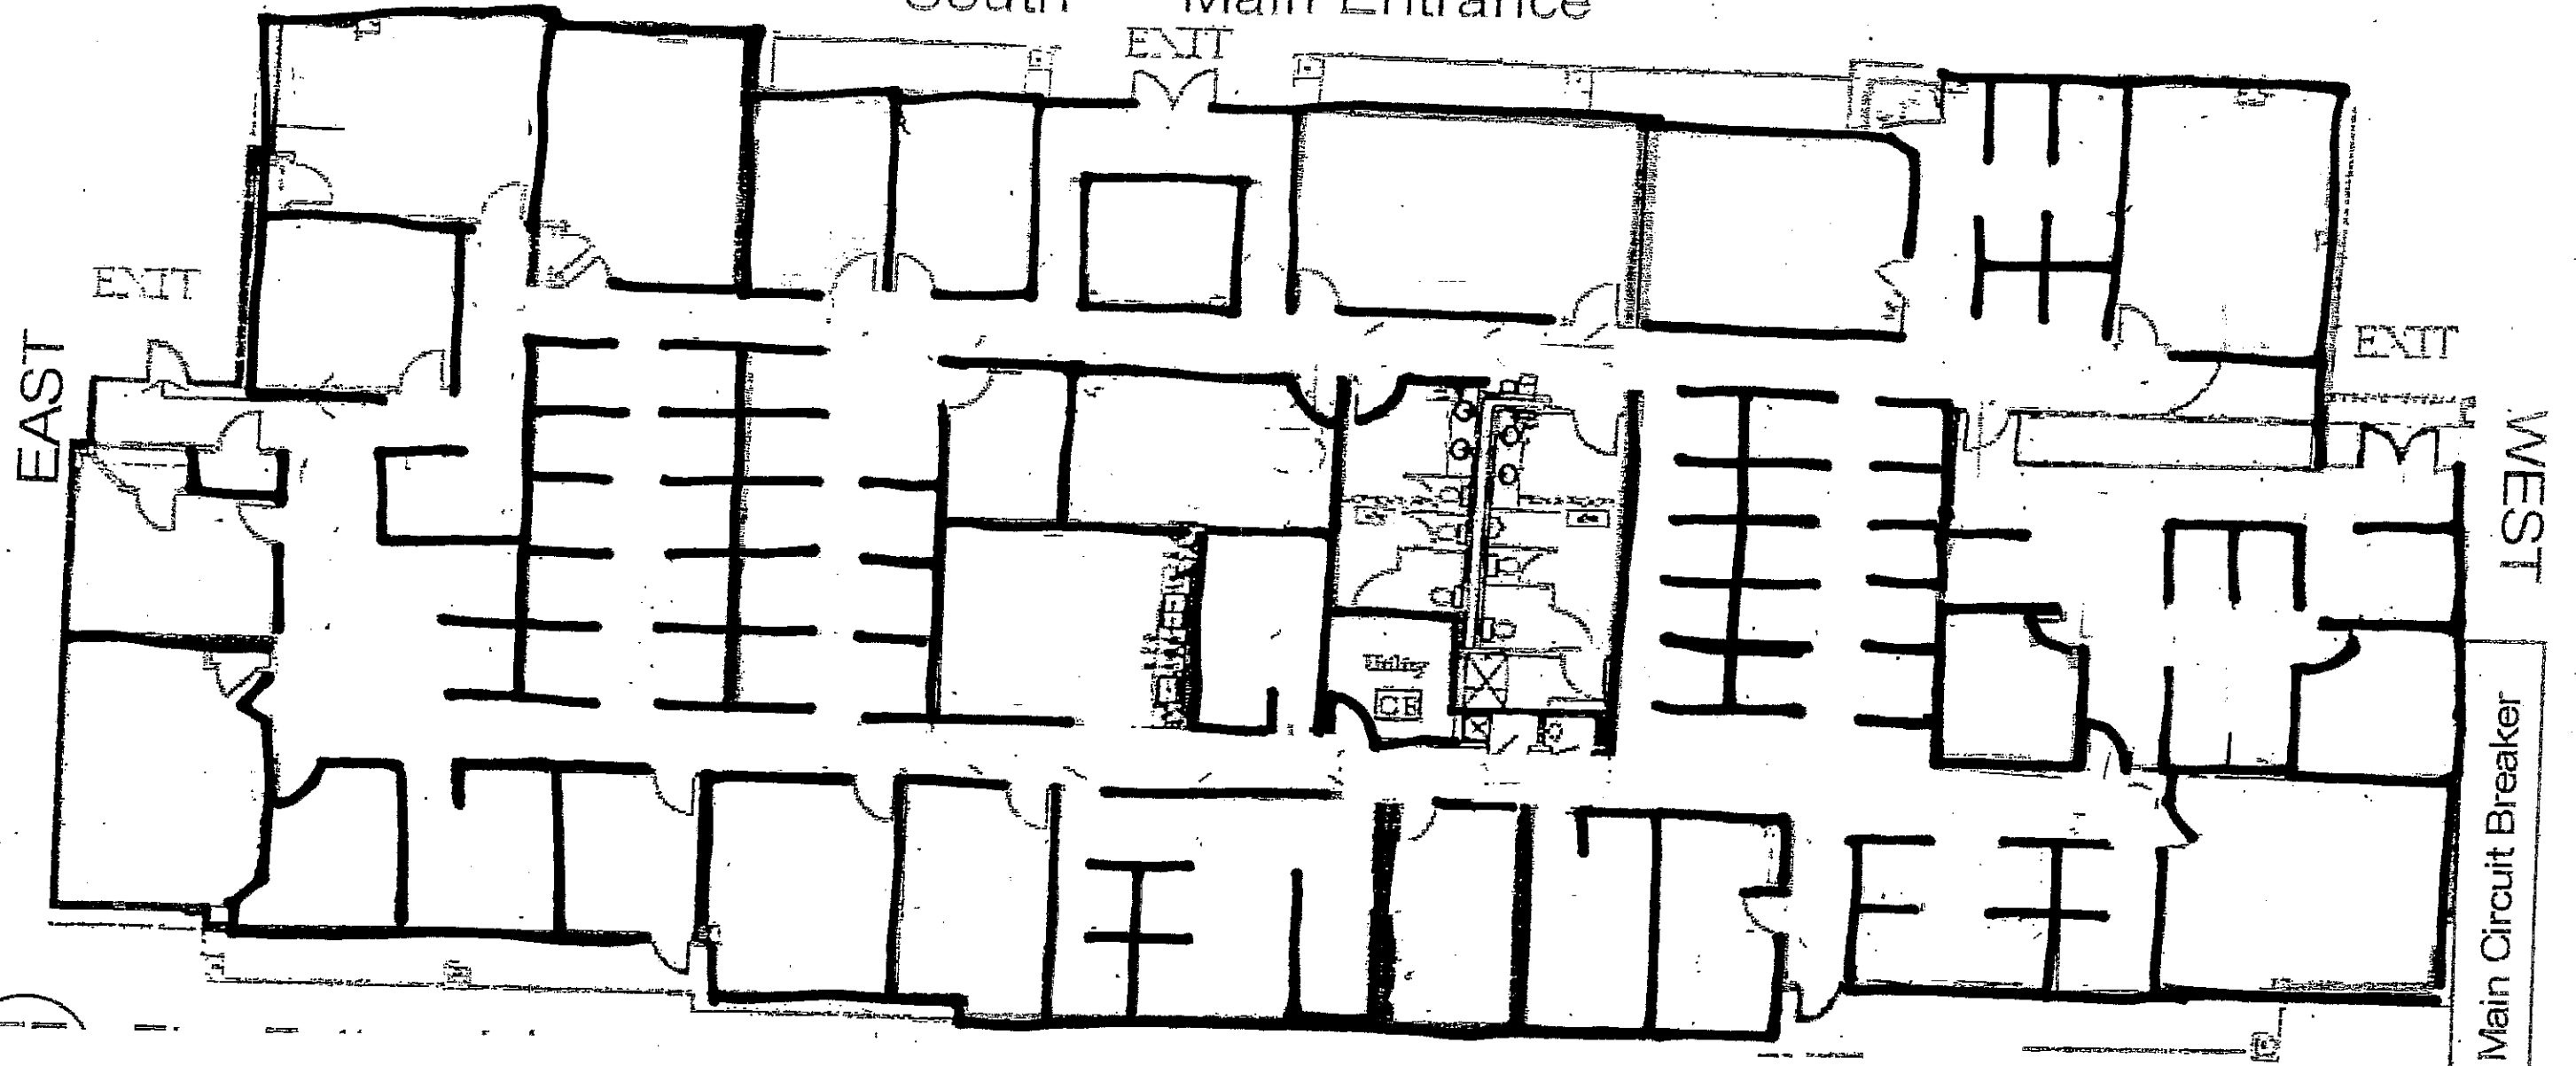 South Main Entrance
EXIT
EXIT
EAST
EXIT
WEST
Utility
CB
Main Circuit Breaker